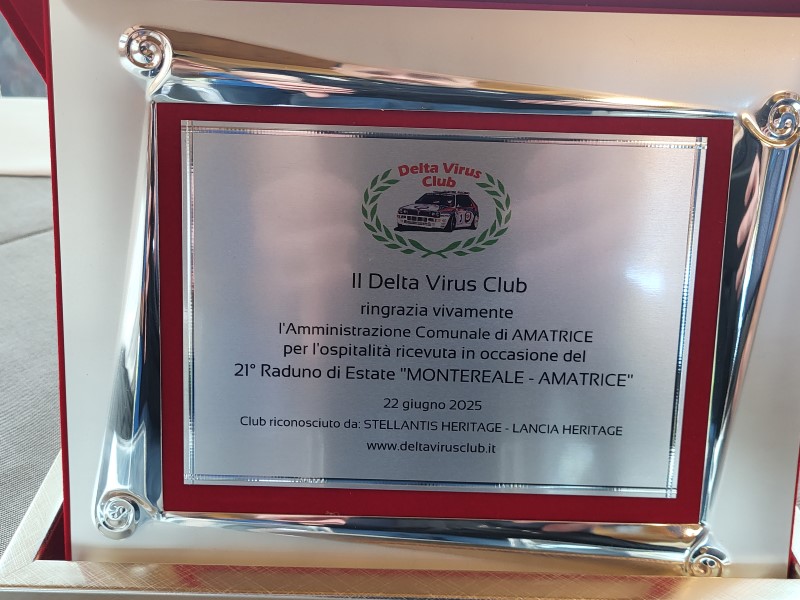 Delta Virus
Club
Il Delta Virus Club
ringrazia vivamente
l'Amministrazione Comunale di AMATRICE
per l'ospitalità ricevuta in occasione del
21° Raduno di Estate "MONTEREALE - AMATRICE"
22 giugno 2025
Club riconosciuto da: STELLANTIS HERITAGE - LANCIA HERITAGE
www.deltavirusclub.it